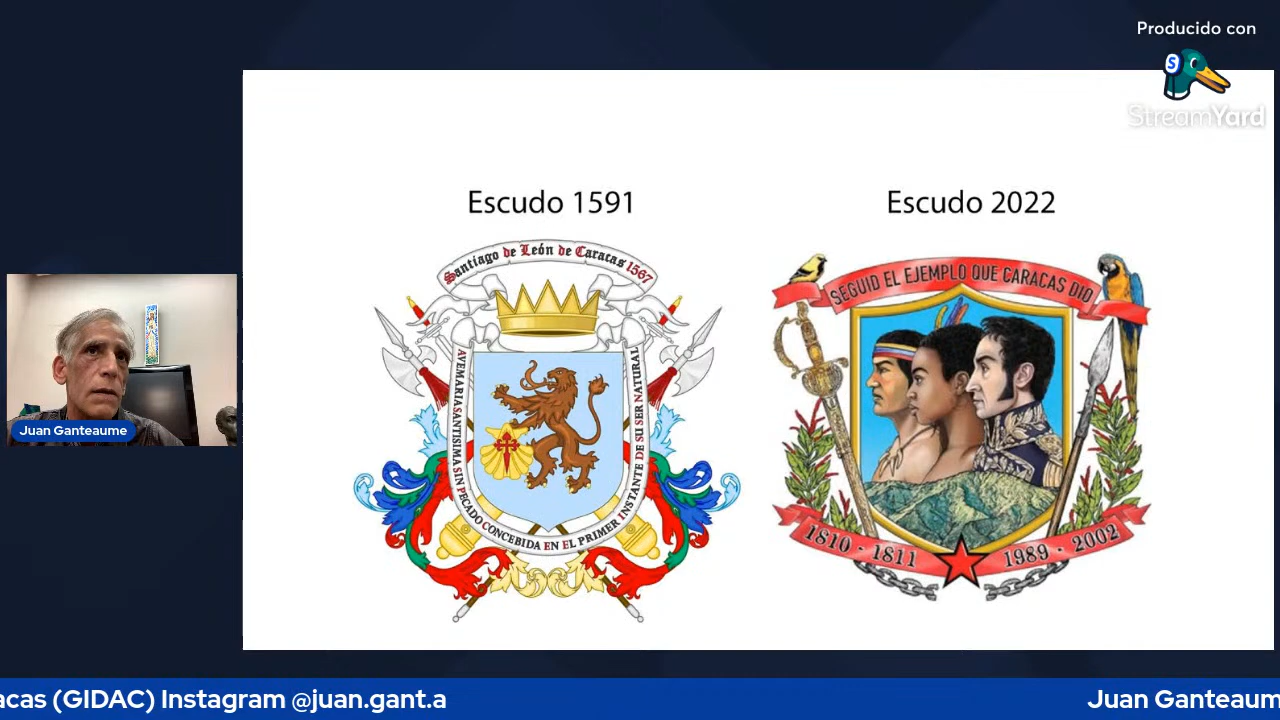 Producido con
S
StreamYard
Escudo 1591
Escudo 2022
Santiago de León de Caracas 1567
AVE MARIA SANTISIMA SIN PECADO CONCEBIDA EN EL PRIMER INSTANTE DE SU SER NATURAL
SEGUID EL EJEMPLO QUE CARACAS DIO
1810 - 1811
1989 - 2002
Juan Ganteaume
acas (GIDAC) Instagram @juan.gant.a
Juan Ganteaum